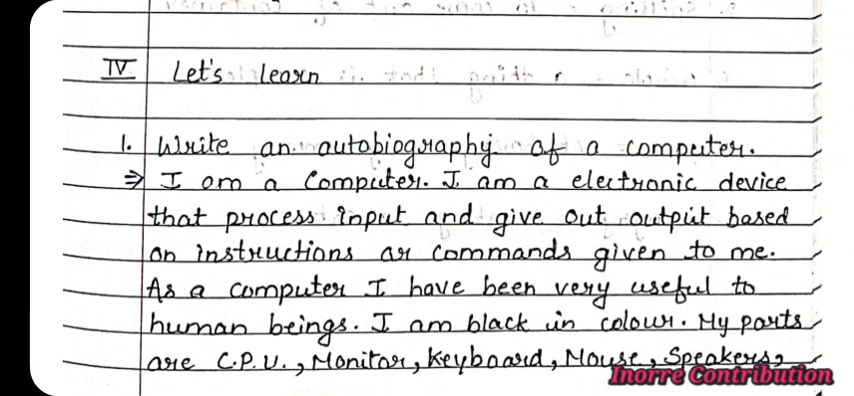 IV Let's learn
1. Write an autobiography of a computer.
⇒ I am a Computer. I am a electronic device
that process input and give out output based
on instructions or commands given to me.
As a computer I have been very useful to
human beings. I am black in colour. My parts
are C.P.U., Monitor, Keyboard, Mouse, Speakers,
Inorre Contribution